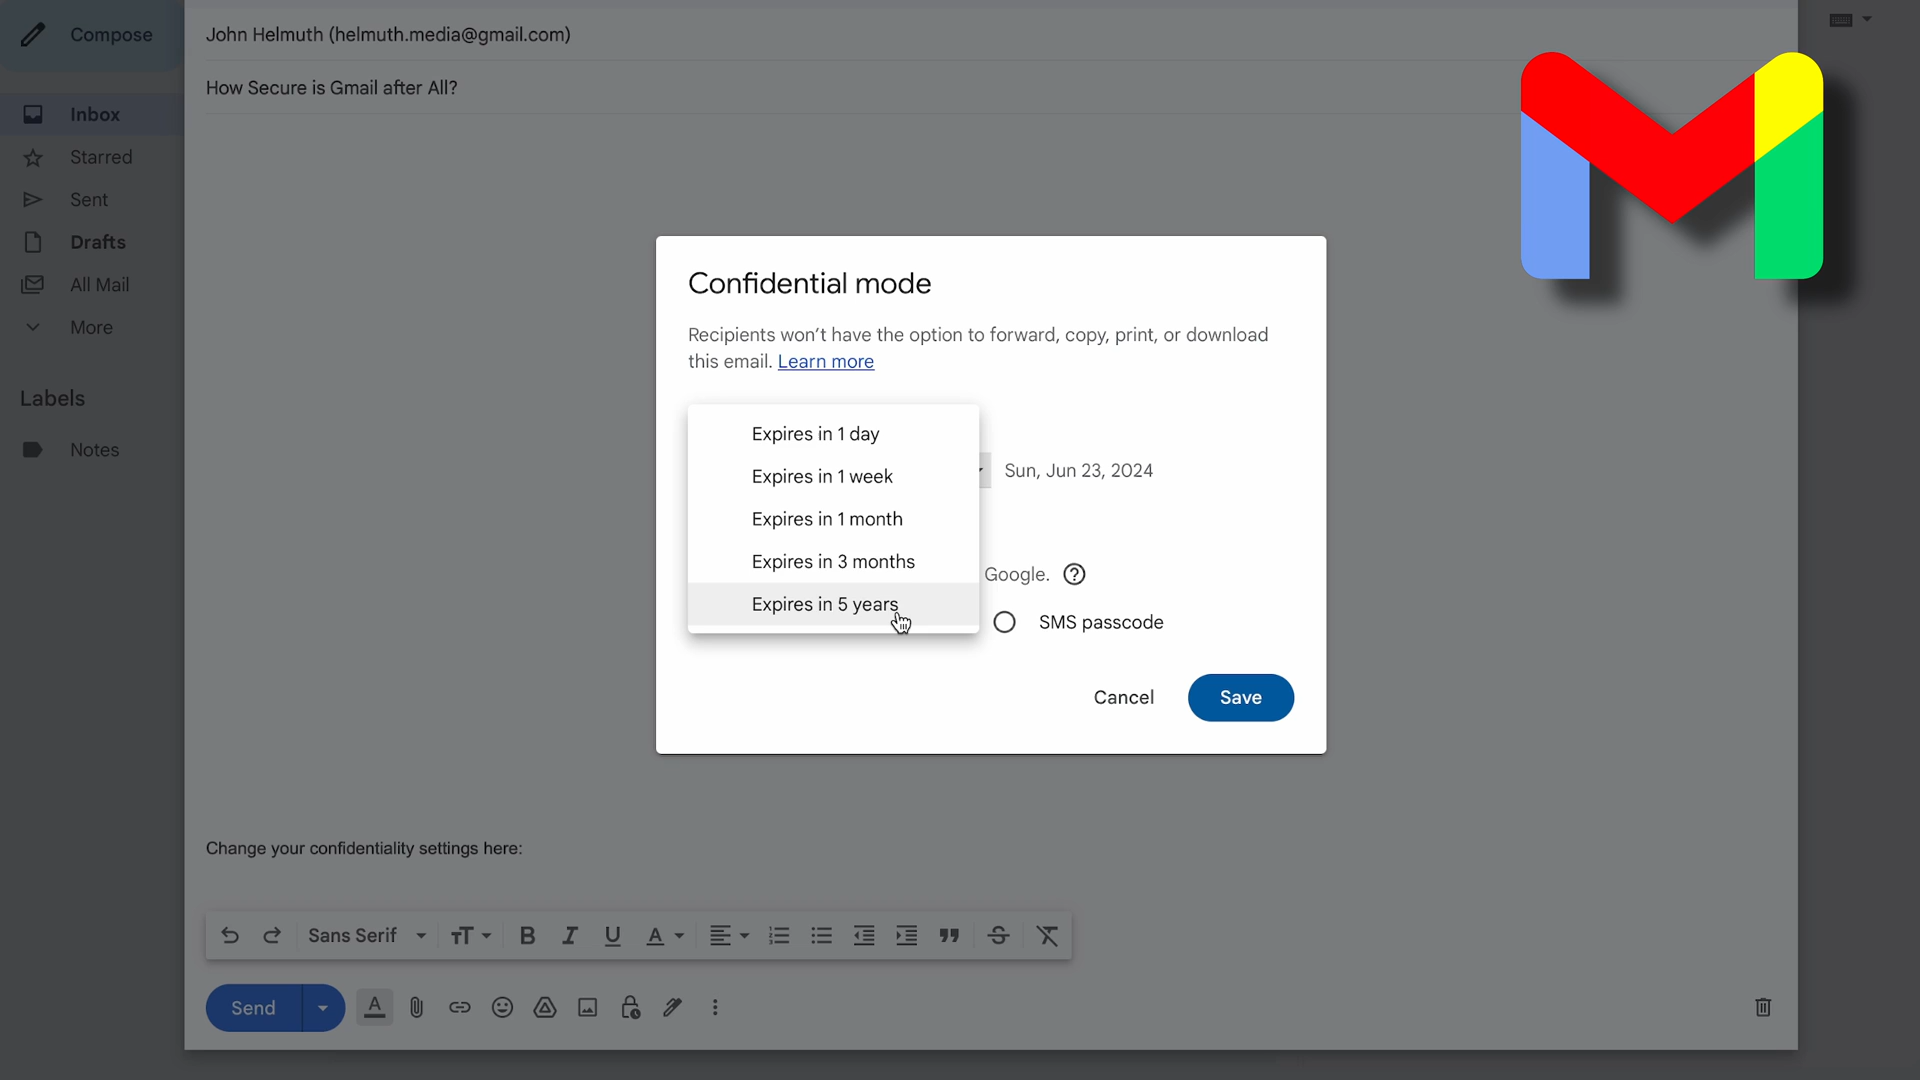 Compose
John Helmuth (helmuth.media@gmail.com)
How Secure is Gmail after All?
Inbox
Starred
Sent
Drafts
All Mail
More
Labels
Notes
Confidential mode
Recipients won't have the option to forward, copy, print, or download
this email. Learn more
Expires in 1 day
Expires in 1 week
Sun, Jun 23, 2024
Expires in 1 month
Expires in 3 months
Google.
Expires in 5 years
SMS passcode
Cancel
Save
Change your confidentiality settings here:
Sans Serif
Send